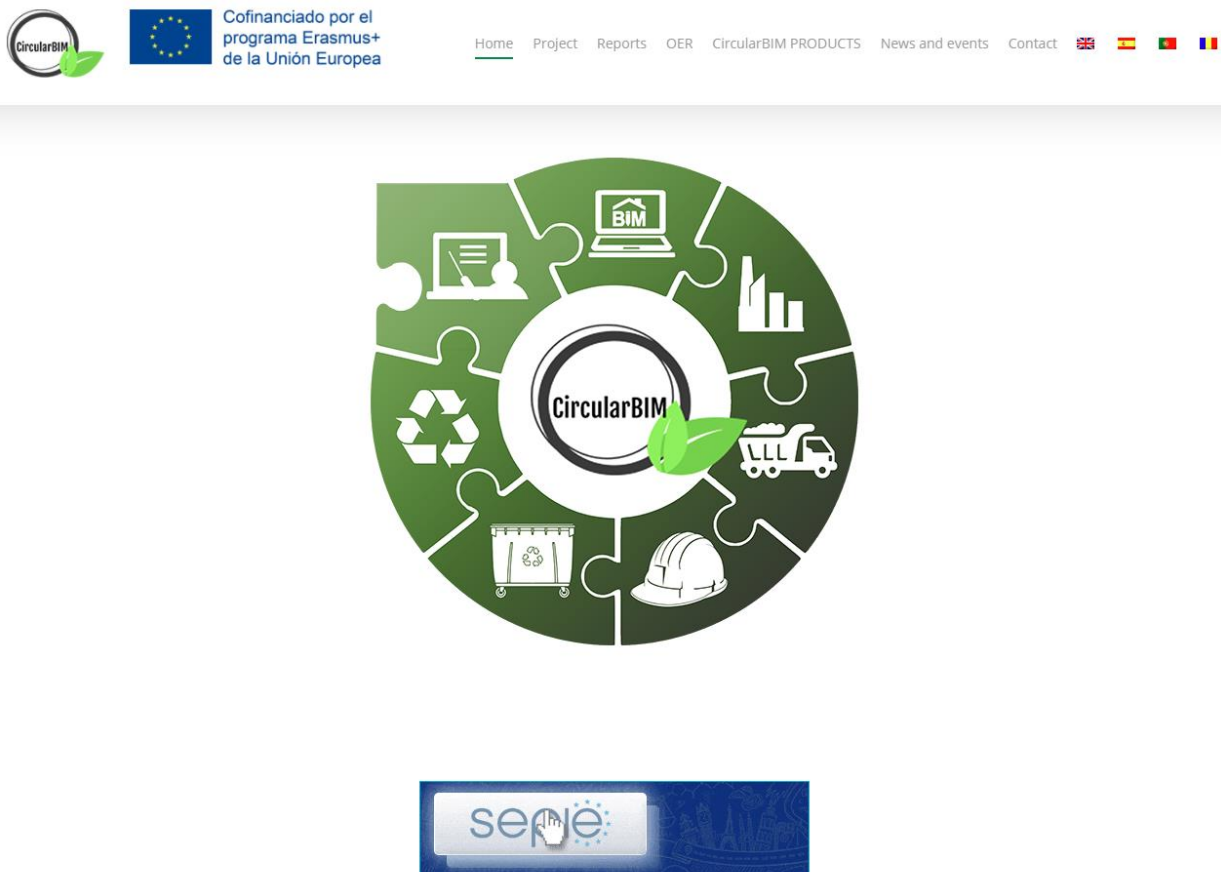 CircularBIM
Cofinanciado por el
programa Erasmus+
de la Unión Europea
Home Project Reports OER CircularBIM PRODUCTS News and events Contact
BIM
CircularBIM
sepie